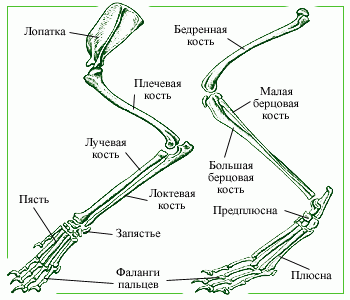 Лопатка
Плечевая
кость
Лучевая
кость
Локтевая
кость
Пясть
Запястье
Фаланги
пальцев
Бедренная
кость
Малая
берцовая
кость
Большая
берцовая
кость
Предплюсна
Плюсна